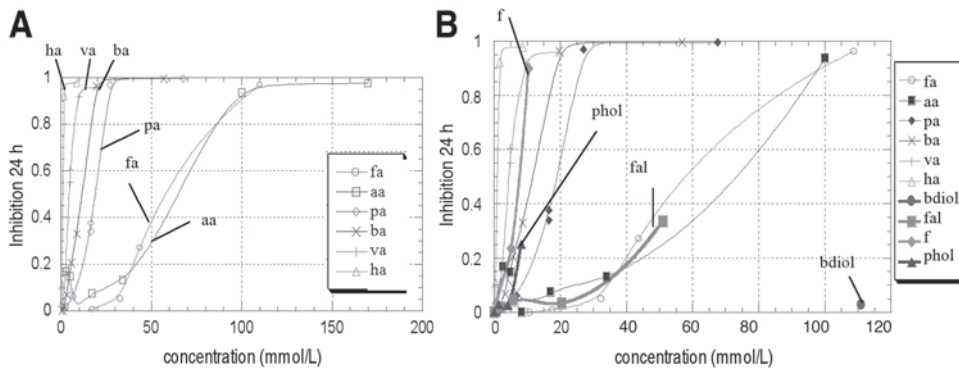 A
ha va ba
Inhibition 24 h
1
0.8
0.6
0.4
0.2
0
pa
fa
aa
fa
aa
pa
ba
va
ha
0 50 100 150 200
concentration (mmol/L)
B
f
Inhibition 24 h
1
0.8
0.6
0.4
0.2
0
phol
fal
bdiol
fa
aa
pa
ba
va
ha
bdiol
fal
f
phol
0 20 40 60 80 100 120
concentration (mmol/L)